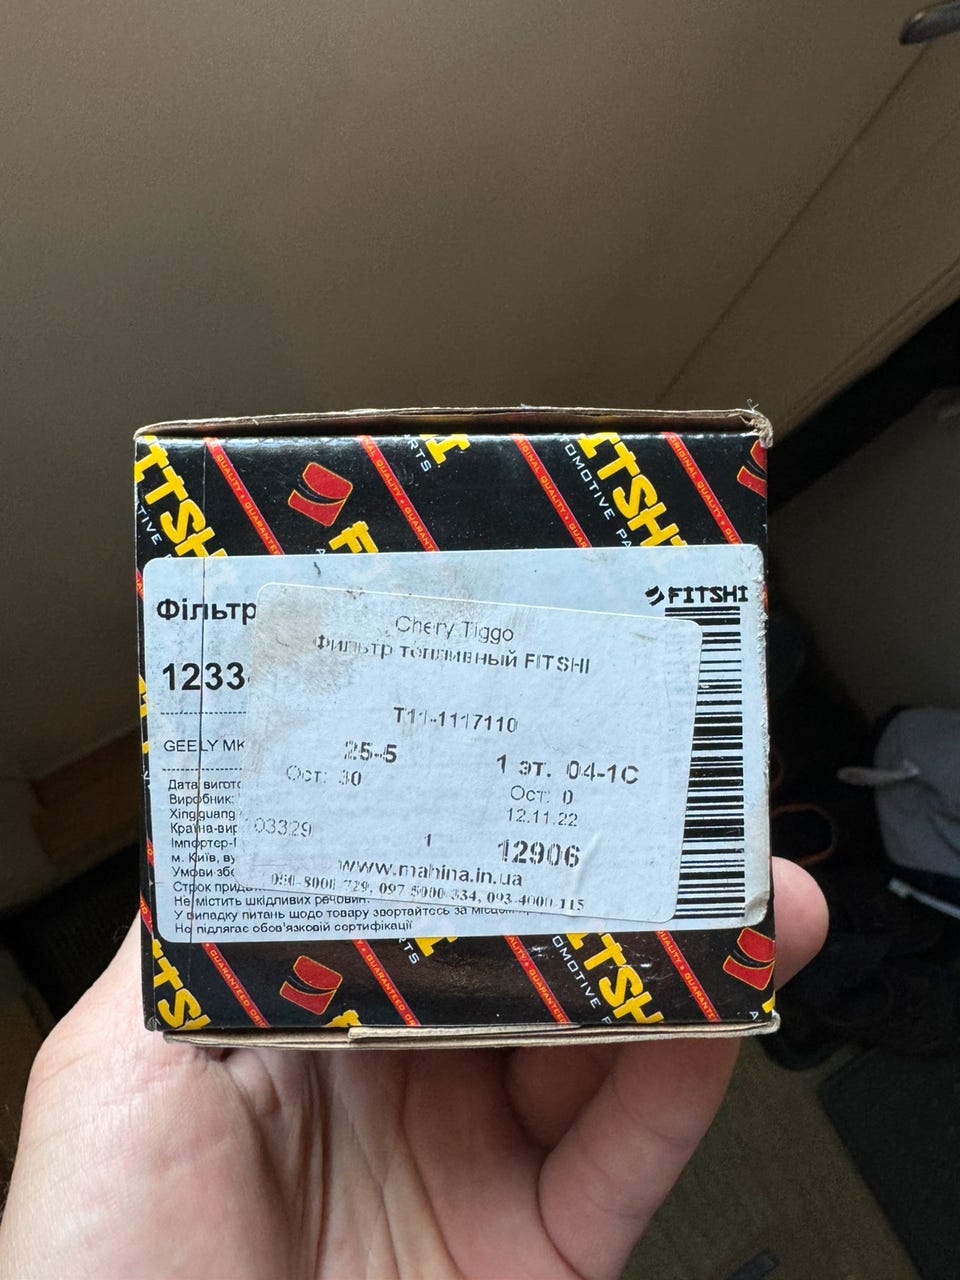 FITSHI
Фільтр
1233
GEELY MK
Chery Tiggo
Фильтр топливный FITSHI
T11-1117110
25-5
1 эт. 04-1С
Ост: 30
Ост: 0
12.11.22
03329
1
12906
www.mahina.in.ua
050-8000-729, 097-5000-334, 093-4000-115
Дата вигото
Виробник:
Xingguang
Країна-вир
Імпортер-
м. Київ, ву
Умови збе
Строк прид
Не містить шкідливих речовин.
У випадку питань щодо товару звертайтесь за місцем
Не підлягає обов'язковій сертифікації